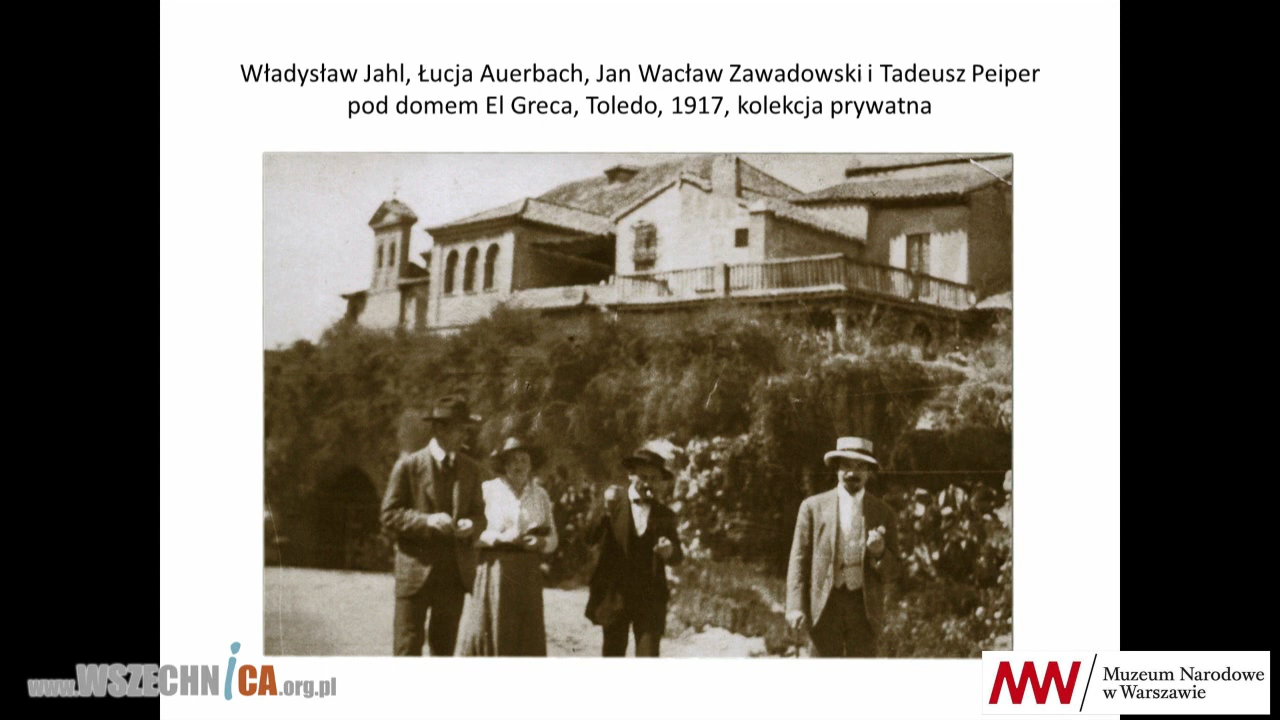 Władysław Jahl, Łucja Auerbach, Jan Wacław Zawadowski i Tadeusz Peiper
pod domem El Greca, Toledo, 1917, kolekcja prywatna
www.WSZECHNiCA.org.pl
MW/ Muzeum Narodowe
w Warszawie